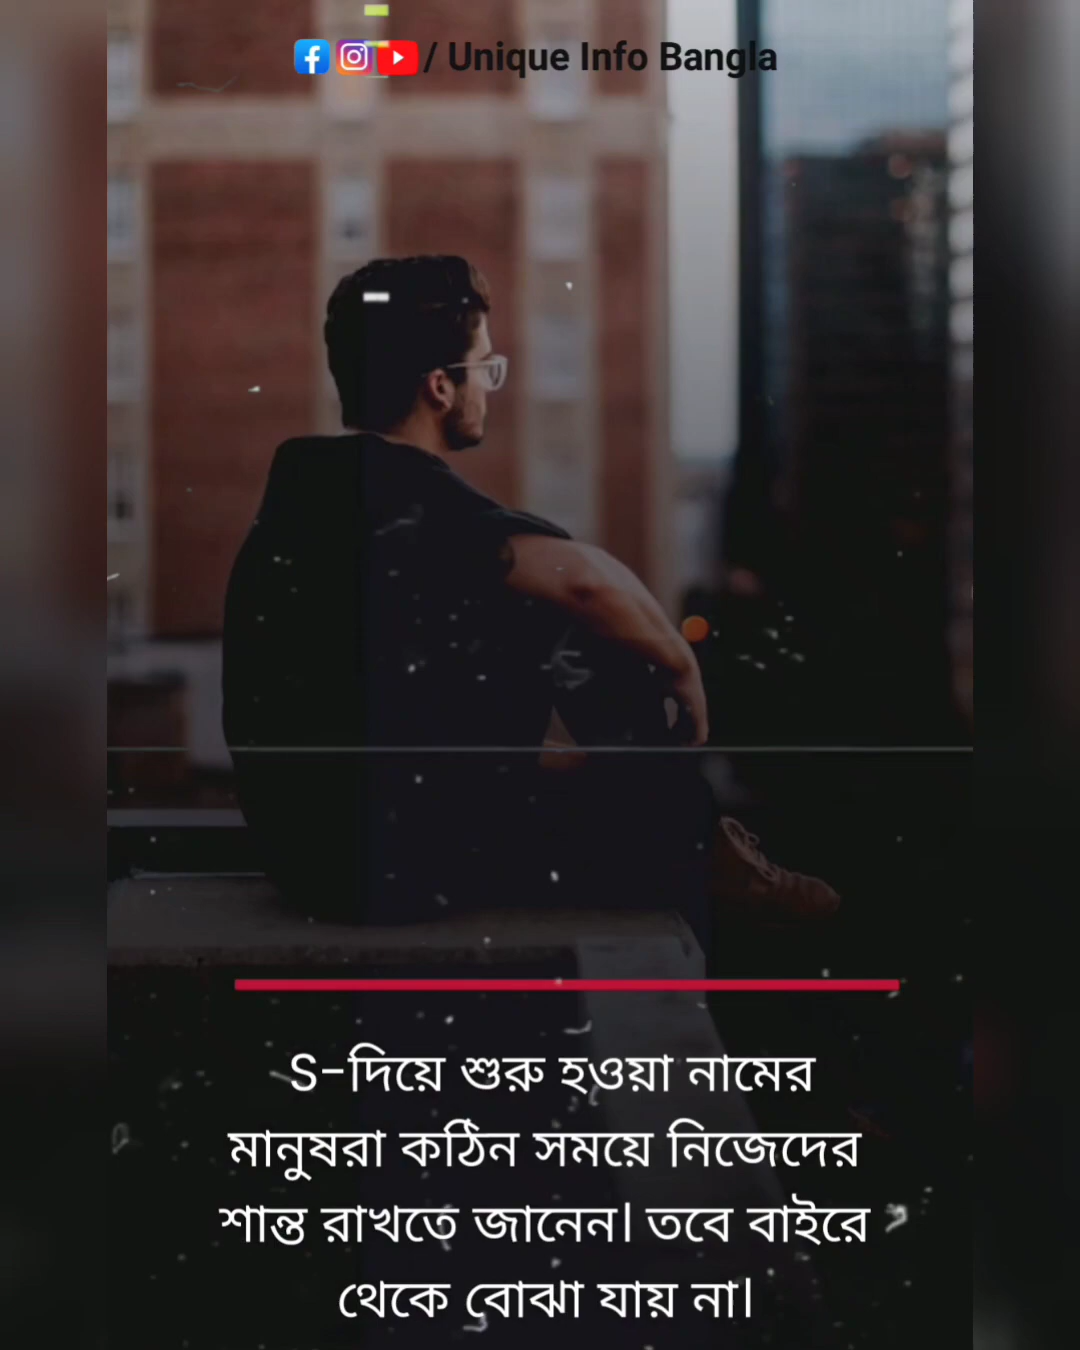 / Unique Info Bangla
S-দিয়ে শুরু হওয়া নামের
মানুষরা কঠিন সময়ে নিজেদের
শান্ত রাখতে জানেন। তবে বাইরে
থেকে বোঝা যায় না।